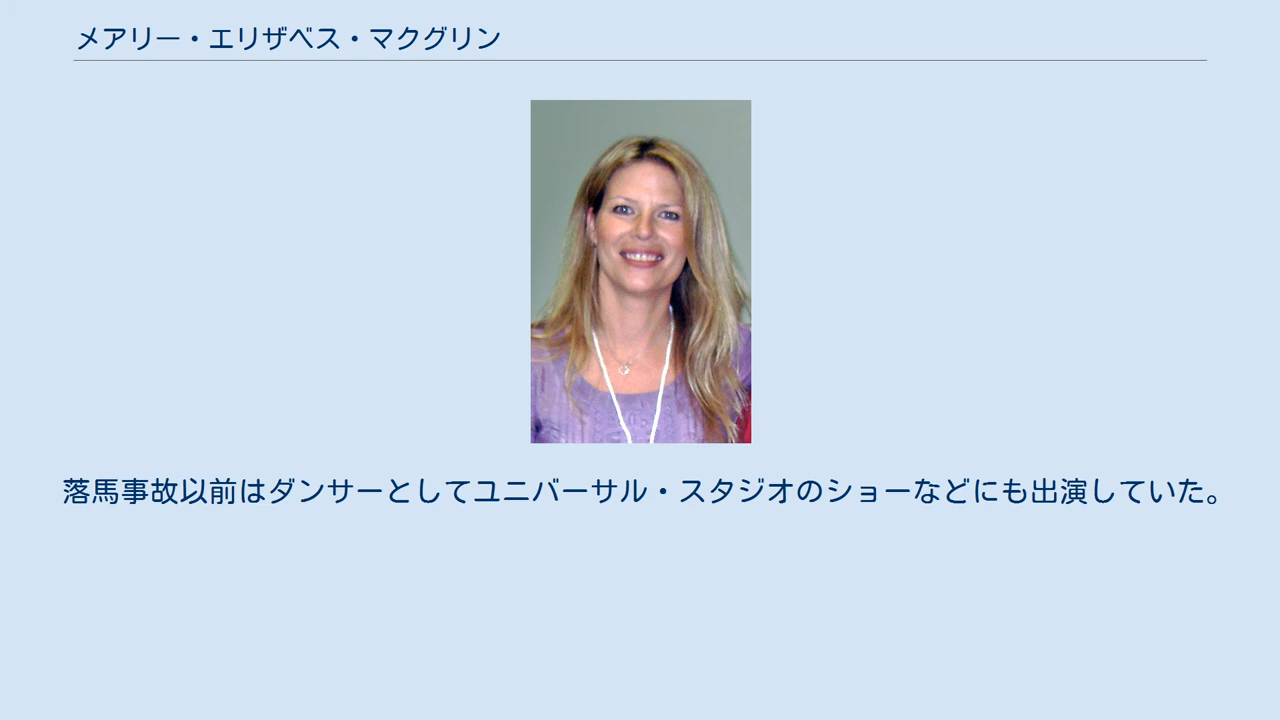 メアリー・エリザベス・マクグリン
落馬事故以前はダンサーとしてユニバーサル・スタジオのショーなどにも出演していた。